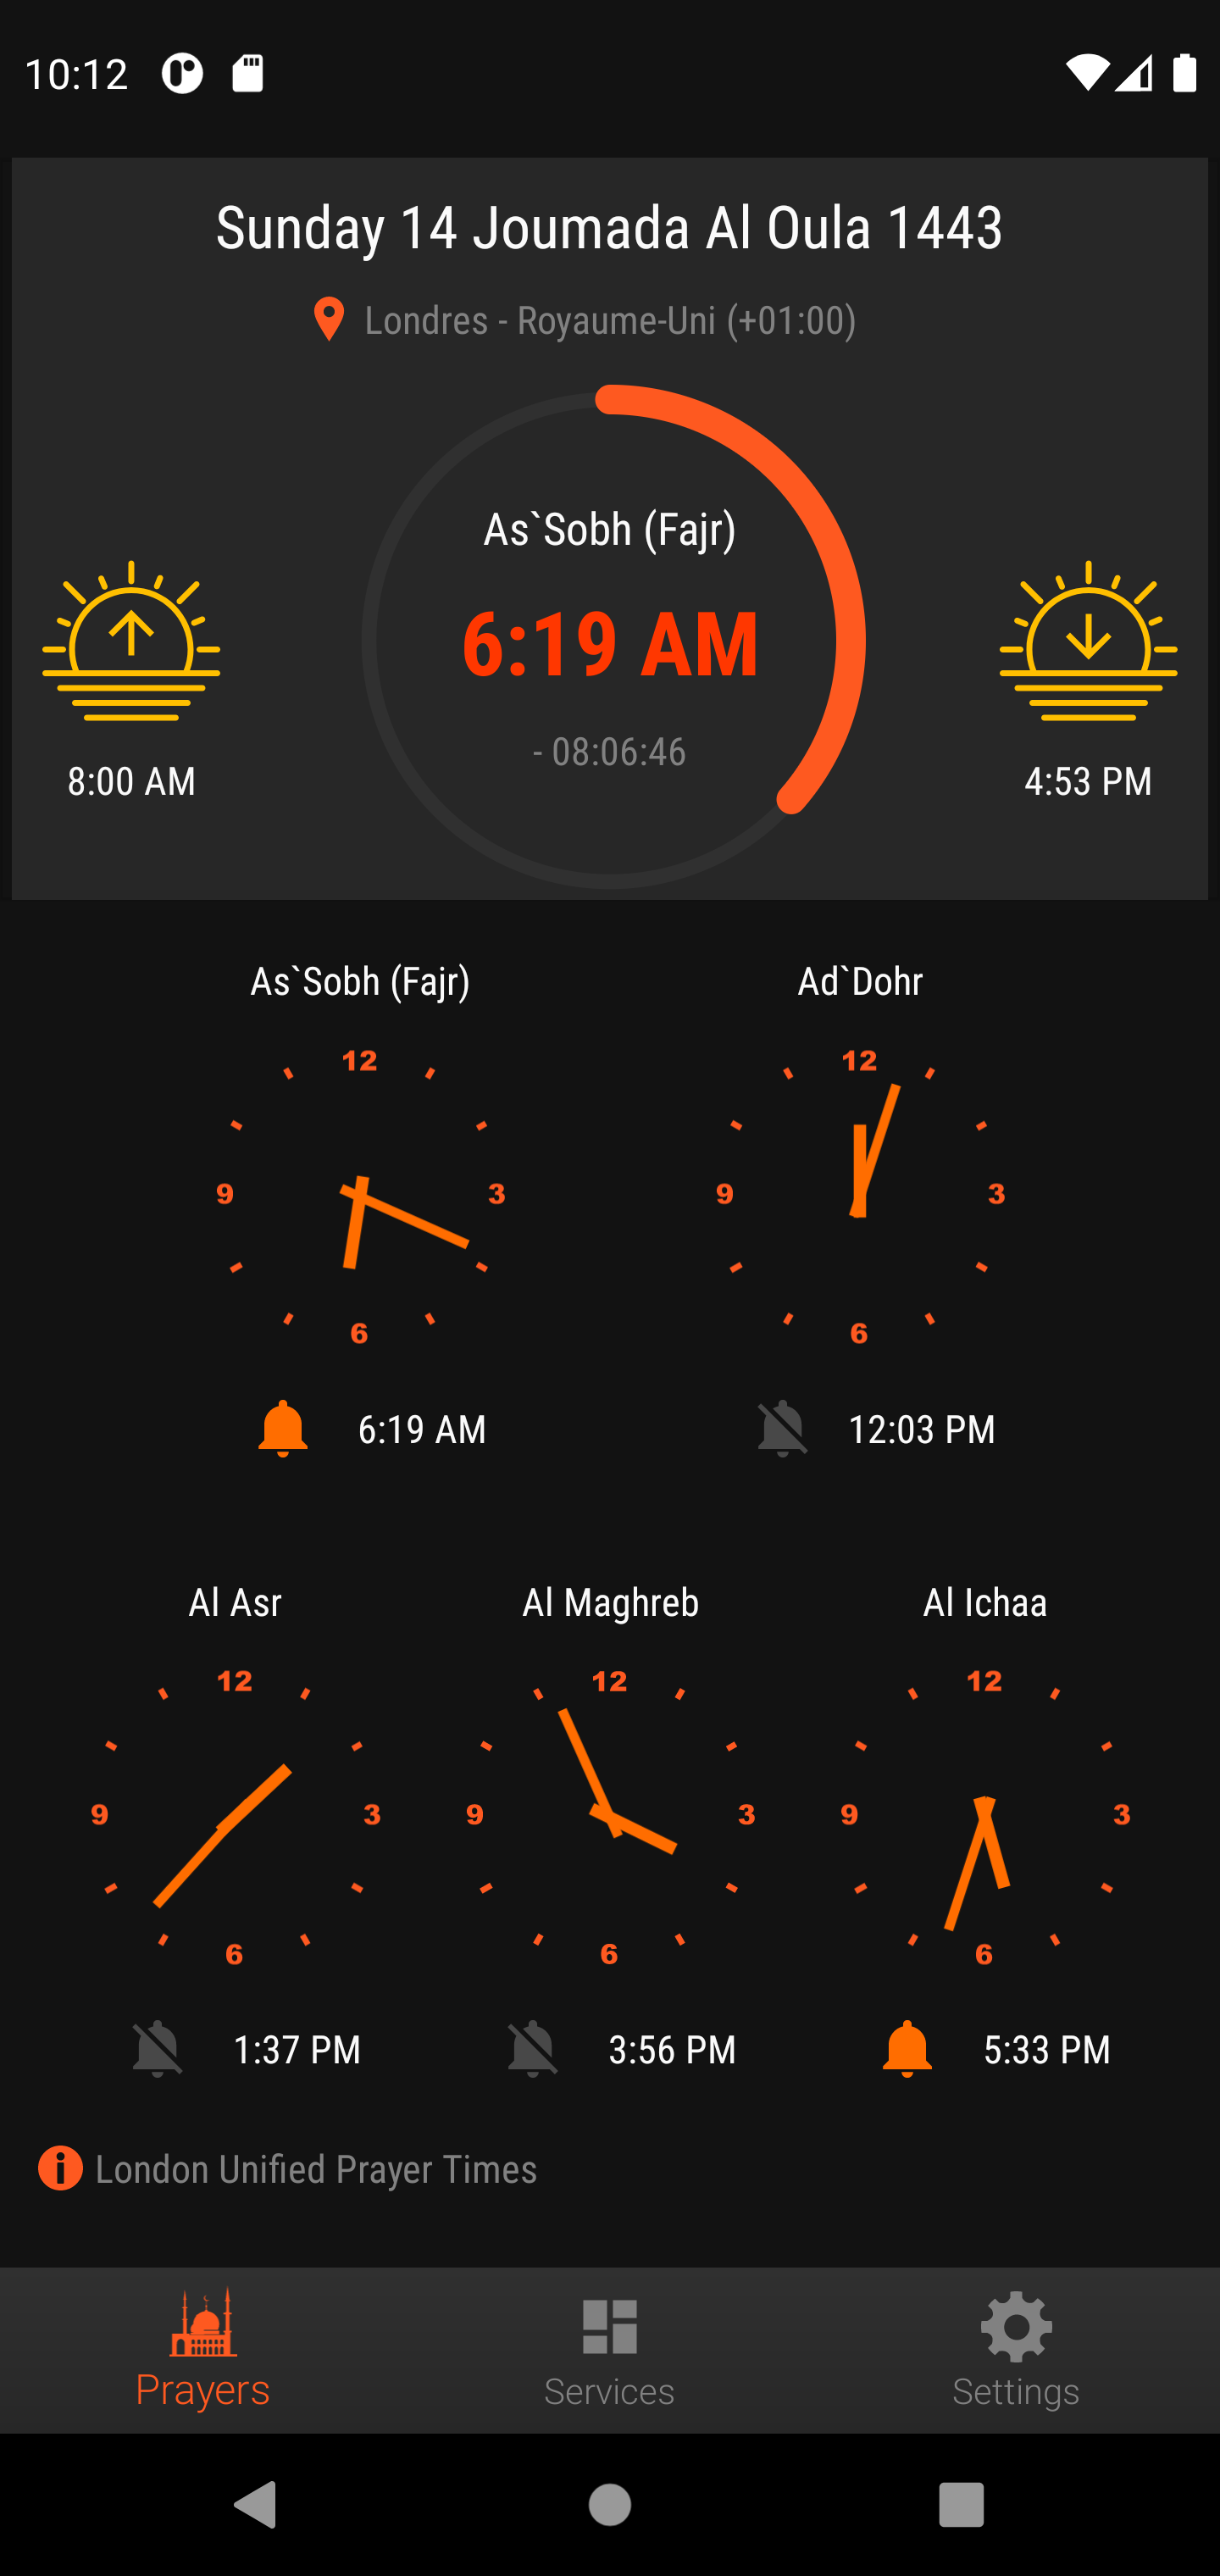 10:12
Sunday 14 Joumada Al Oula 1443
Londres - Royaume-Uni (+01:00)
As`Sobh (Fajr)
6:19 AM
- 08:06:46
8:00 AM
4:53 PM
As`Sobh (Fajr)
Ad`Dohr
12
9
3
6
12
9
3
6
6:19 AM
12:03 PM
Al Asr
Al Maghreb
Al Ichaa
12
9
3
6
12
9
3
6
12
9
3
6
1:37 PM
3:56 PM
5:33 PM
London Unified Prayer Times
Prayers
Services
Settings